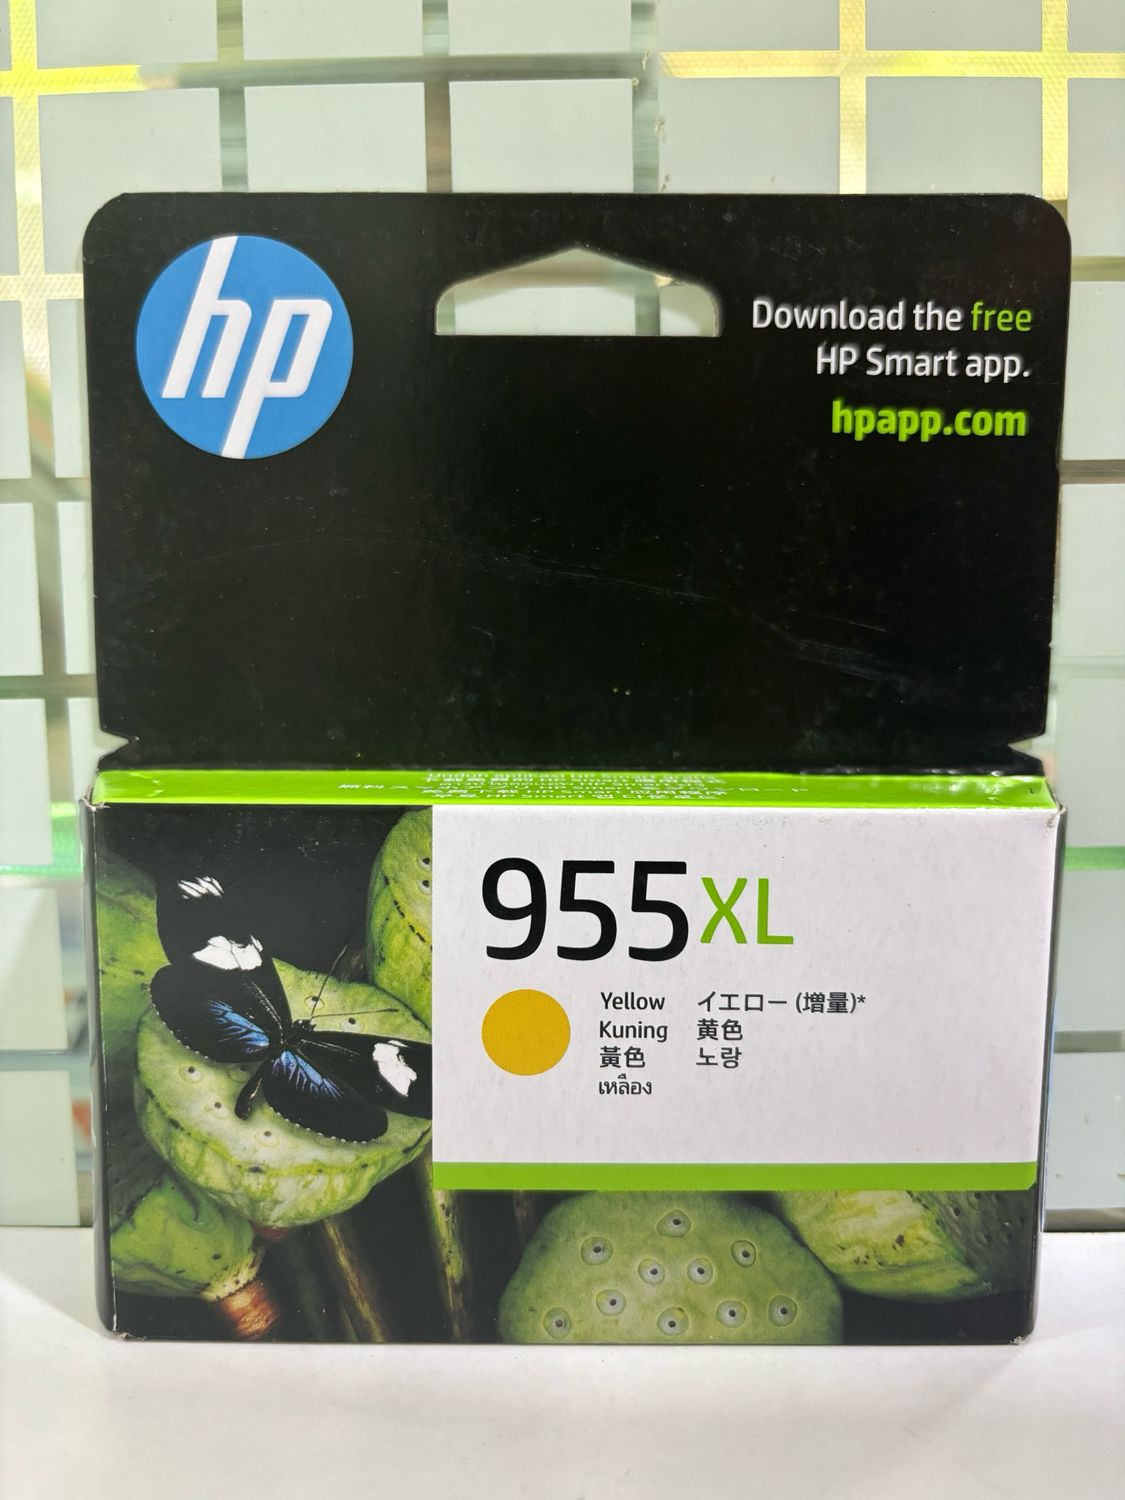 hp
Download the free
HP Smart app.
hpapp.com
955XL
Yellow イエロー (増量)*
Kuning 黄色
黃色 노랑
เหลือง